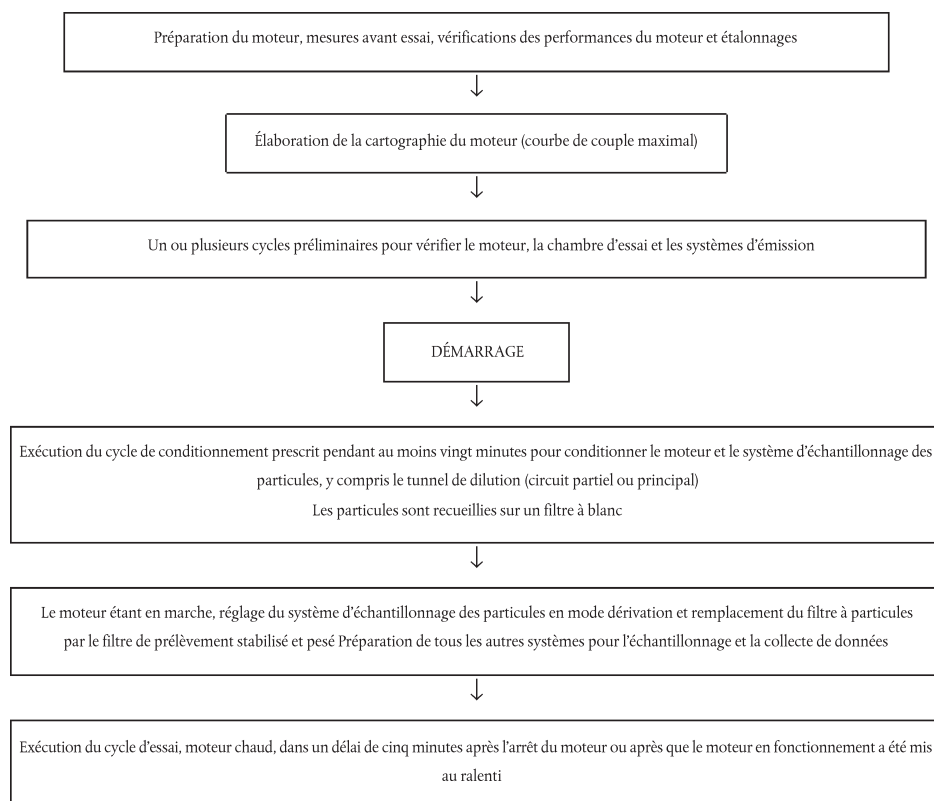 Préparation du moteur, mesures avant essai, vérifications des performances du moteur et étalonnages
Élaboration de la cartographie du moteur (courbe de couple maximal)
Un ou plusieurs cycles préliminaires pour vérifier le moteur, la chambre d'essai et les systèmes d'émission
DÉMARRAGE
Exécution du cycle de conditionnement prescrit pendant au moins vingt minutes pour conditionner le moteur et le système d'échantillonnage des
particules, y compris le tunnel de dilution (circuit partiel ou principal)
Les particules sont recueillies sur un filtre à blanc
Le moteur étant en marche, réglage du système d'échantillonnage des particules en mode dérivation et remplacement du filtre à particules
par le filtre de prélèvement stabilisé et pesé Préparation de tous les autres systèmes pour l'échantillonnage et la collecte de données
Exécution du cycle d'essai, moteur chaud, dans un délai de cinq minutes après l'arrêt du moteur ou après que le moteur en fonctionnement a été mis
au ralenti